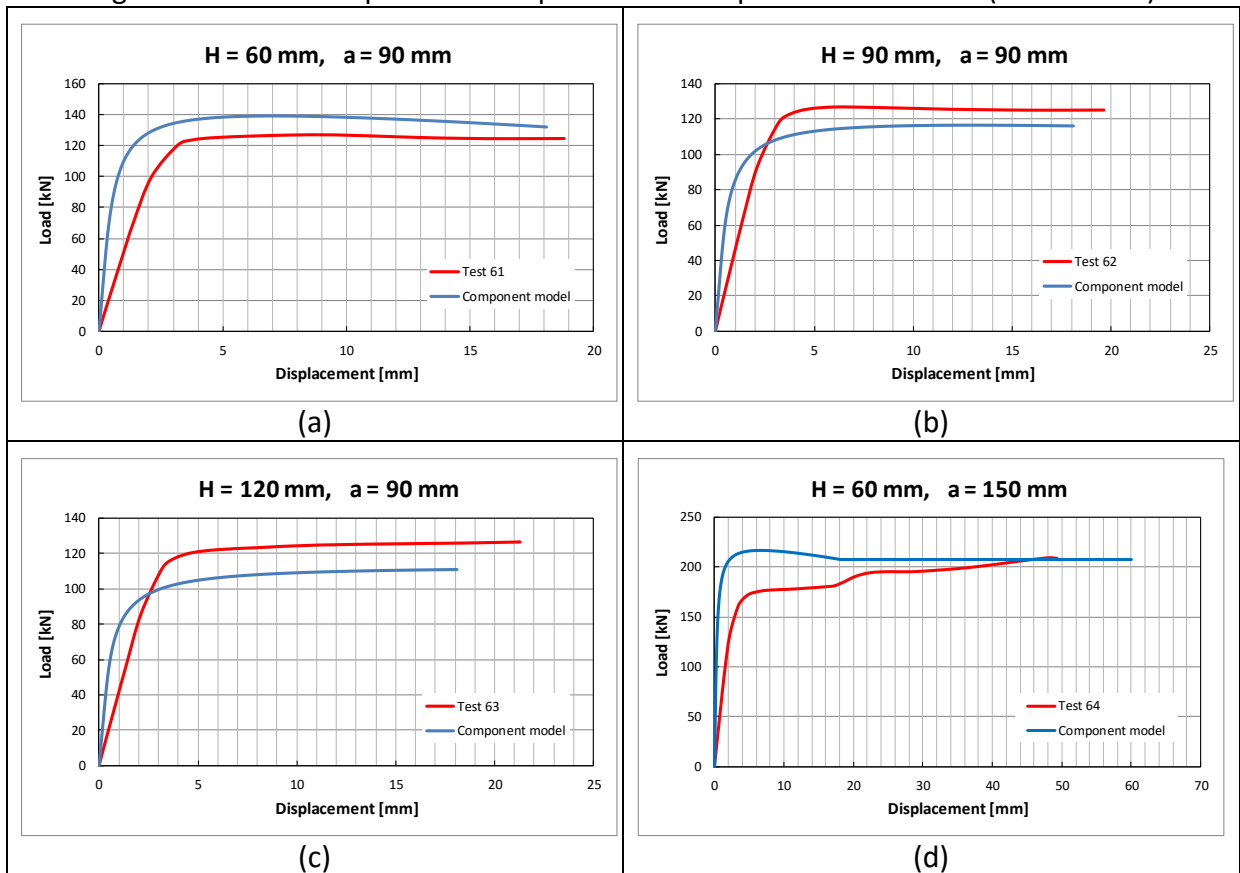 H = 60 mm, a = 90 mm
Load [kN]
160
140
120
100
80
60
40
20
0
Test 61
Component model
0 5 10 15 20
Displacement [mm]
(a)
H = 90 mm, a = 90 mm
Load [kN]
140
120
100
80
60
40
20
0
Test 62
Component model
0 5 10 15 20 25
Displacement [mm]
(b)
H = 120 mm, a = 90 mm
Load [kN]
140
120
100
80
60
40
20
0
Test 63
Component model
0 5 10 15 20 25
Displacement [mm]
(c)
H = 60 mm, a = 150 mm
Load [kN]
250
200
150
100
50
0
Test 64
Component model
0 10 20 30 40 50 60 70
Displacement [mm]
(d)